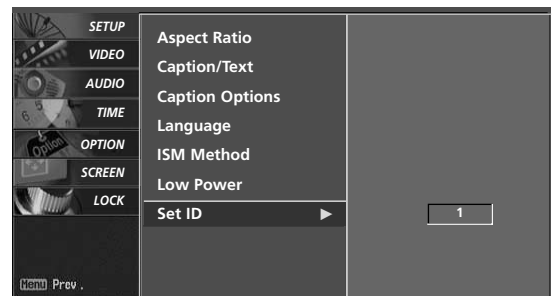 SETUP
VIDEO
AUDIO
TIME
OPTION
SCREEN
LOCK
Menu Prev.
Aspect Ratio
Caption/Text
Caption Options
Language
ISM Method
Low Power
Set ID ►
1
Option